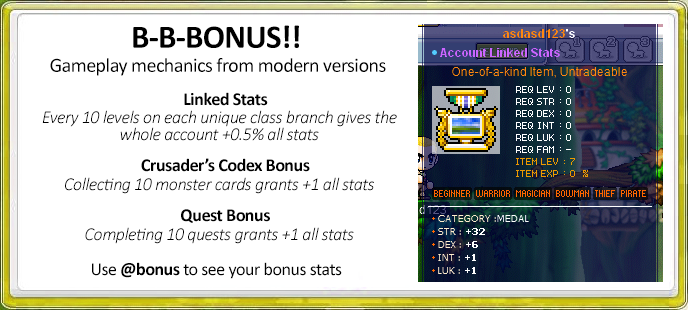 B-B-BONUS!!
Gameplay mechanics from modern versions
Linked Stats
Every 10 levels on each unique class branch gives the
whole account +0.5% all stats
Crusader's Codex Bonus
Collecting 10 monster cards grants +1 all stats
Quest Bonus
Completing 10 quests grants +1 all stats
Use @bonus to see your bonus stats
asdasd123's
Account Linked Stats
One-of-a-kind Item, Untradeable
REQ LEV : 0
REQ STR : 0
REQ DEX : 0
REQ INT : 0
REQ LUK : 0
REQ FAM : -
ITEM LEV : 7
ITEM EXP : 0 %
BEGINNER WARRIOR MAGICIAN BOWMAN THIEF PIRATE
CATEGORY :MEDAL
STR : +32
DEX : +6
INT : +1
LUK : +1